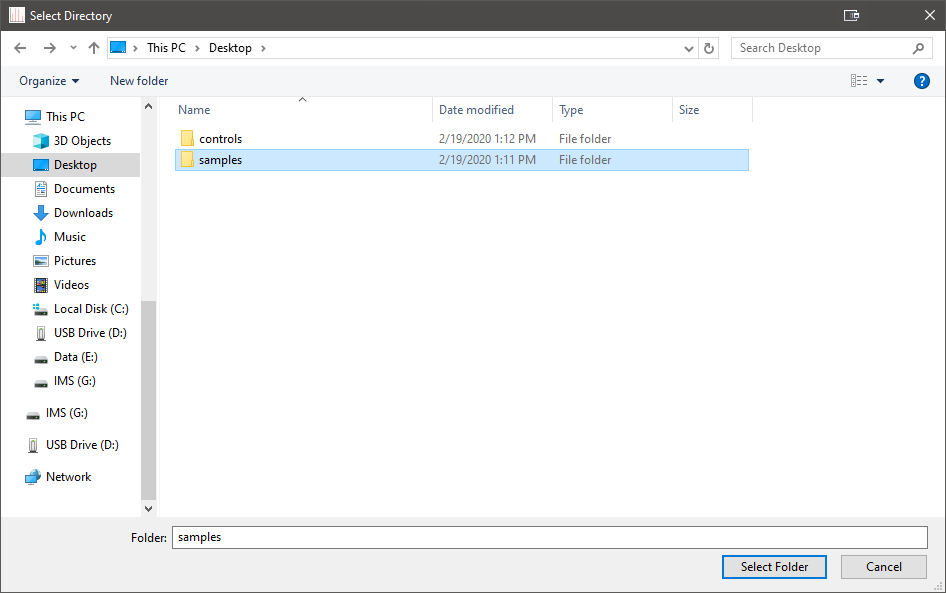 Select Directory
This PC Desktop
Search Desktop
Organize New folder
?
Name Date modified Type Size
controls 2/19/2020 1:12 PM File folder
samples 2/19/2020 1:11 PM File folder
This PC
3D Objects
Desktop
Documents
Downloads
Music
Pictures
Videos
Local Disk (C:)
USB Drive (D:)
Data (E:)
IMS (G:)
IMS (G:)
USB Drive (D:)
Network
Folder: samples
Select Folder Cancel